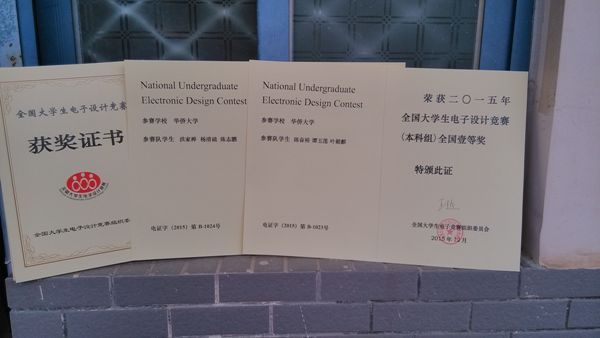 全国大学生电子设计竞赛
获奖证书
全国大学生电子设计竞赛组织委
National Undergraduate
Electronic Design Contest
参赛学校 华侨大学
参赛队学生
电证字（2015）第 B-1024号
National Undergraduate
Electronic Design Contest
参赛学校 华侨大学
参赛队学生
电证字（2015）第 B-1023号
荣获二〇一五年
全国大学生电子设计竞赛
(本科组)全国壹等奖
特颁此证
全国大学生电子设计竞赛组织委员会
2015年12月